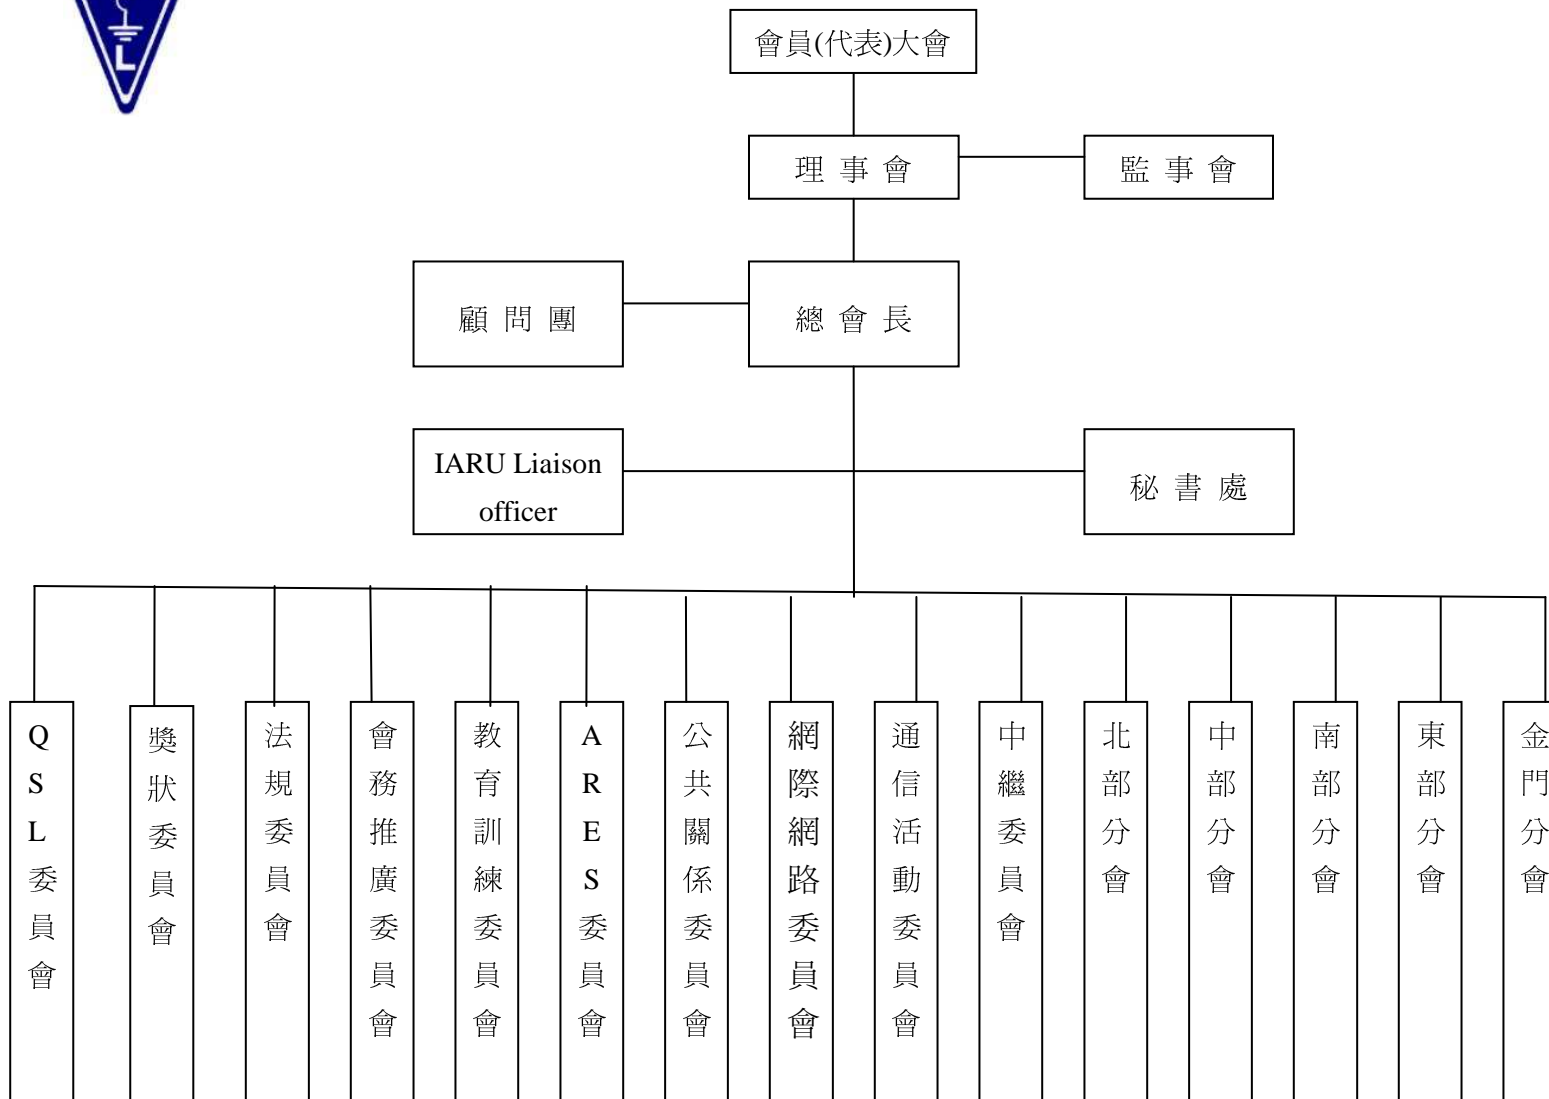 L
會員(代表)大會
理事會
監事會
顧問團
總會長
IARU Liaison
officer
秘書處
QSL委員會
獎狀委員會
法規委員會
會務推廣委員會
教育訓練委員會
ARES委員會
公共關係委員會
網際網路委員會
通信活動委員會
中繼委員會
北部分會
中部分會
南部分會
東部分會
金門分會